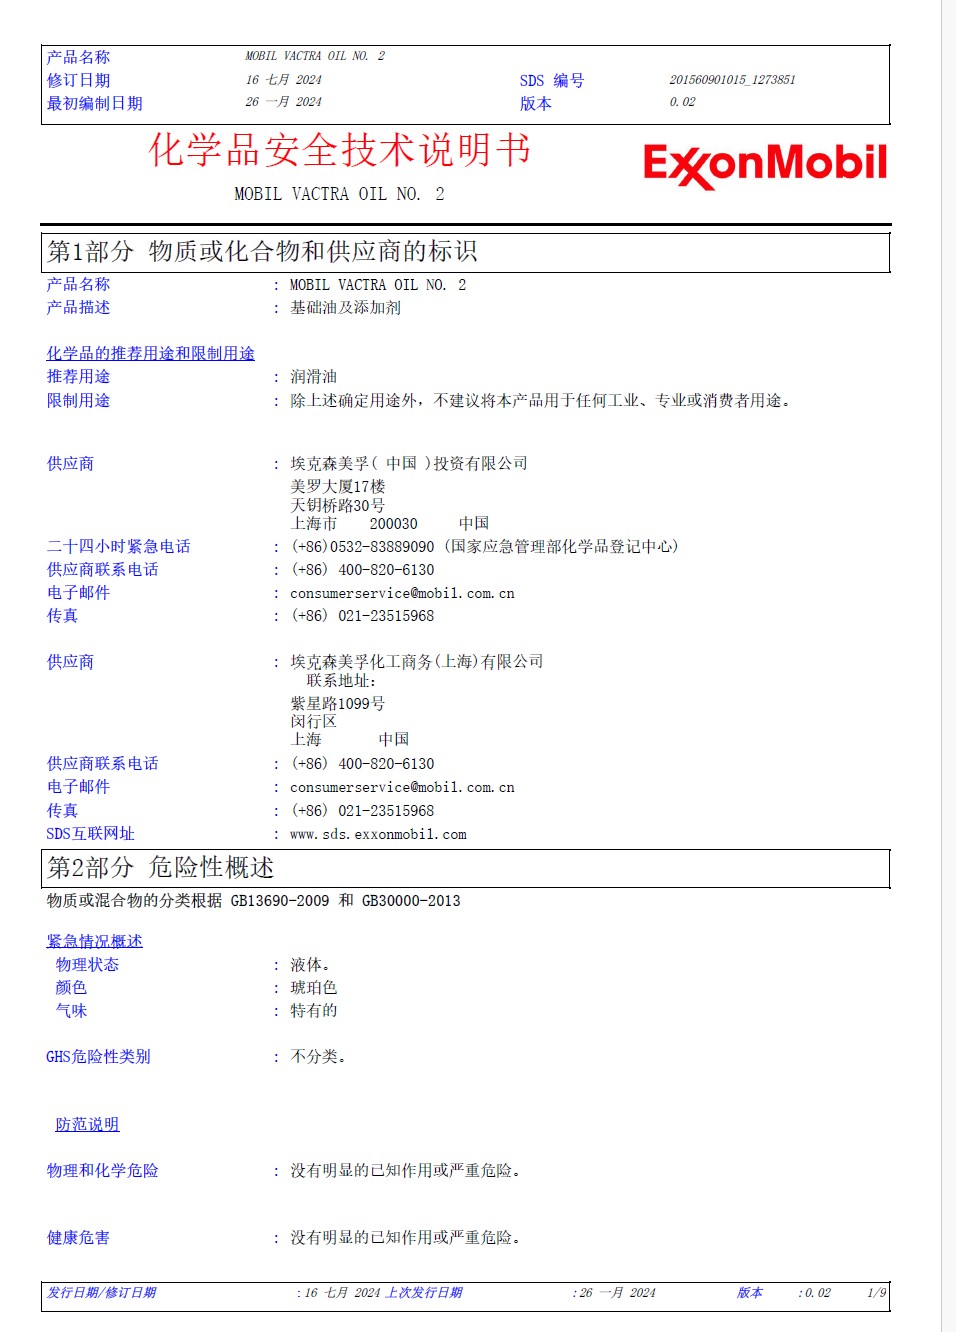 产品名称 MOBIL VACTRA OIL NO. 2
修订日期 16 七月 2024 SDS 编号 201560901015_1273851
最初编制日期 26 一月 2024 版本 0.02
化学品安全技术说明书
ExxonMobil
MOBIL VACTRA OIL NO. 2
第1部分 物质或化合物和供应商的标识
产品名称 : MOBIL VACTRA OIL NO. 2
产品描述 : 基础油及添加剂
化学品的推荐用途和限制用途
推荐用途 : 润滑油
限制用途 : 除上述确定用途外，不建议将本产品用于任何工业、专业或消费者用途。
供应商 : 埃克森美孚( 中国 )投资有限公司
美罗大厦17楼
天钥桥路30号
上海市 200030 中国
二十四小时紧急电话 : (+86)0532-83889090 (国家应急管理部化学品登记中心)
供应商联系电话 : (+86) 400-820-6130
电子邮件 : consumerservice@mobil.com.cn
传真 : (+86) 021-23515968
供应商 : 埃克森美孚化工商务(上海)有限公司
联系地址:
紫星路1099号
闵行区
上海 中国
供应商联系电话 : (+86) 400-820-6130
电子邮件 : consumerservice@mobil.com.cn
传真 : (+86) 021-23515968
SDS互联网址 : www.sds.exxonmobil.com
第2部分 危险性概述
物质或混合物的分类根据 GB13690-2009 和 GB30000-2013
紧急情况概述
物理状态 : 液体。
颜色 : 琥珀色
气味 : 特有的
GHS危险性类别 : 不分类。
防范说明
物理和化学危险 : 没有明显的已知作用或严重危险。
健康危害 : 没有明显的已知作用或严重危险。
发行日期/修订日期 :16 七月 2024 上次发行日期 :26 一月 2024 版本 :0.02 1/9